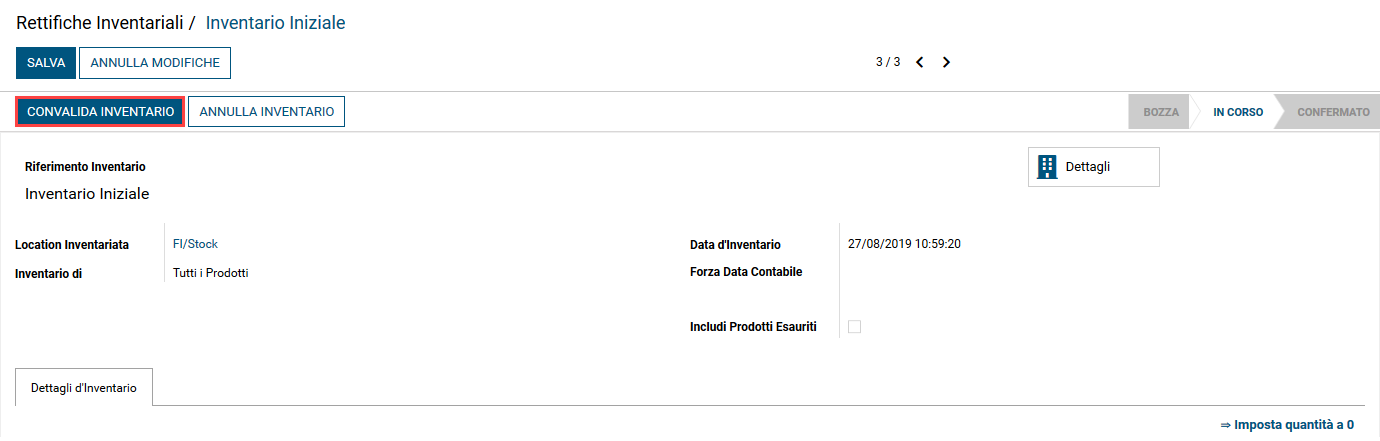 Rettifiche Inventariali / Inventario Iniziale
SALVA ANNULLA MODIFICHE 3 / 3
CONVALIDA INVENTARIO ANNULLA INVENTARIO BOZZA IN CORSO CONFERMATO
Riferimento Inventario Dettagli
Inventario Iniziale
Location Inventariata FI/Stock Data d'Inventario 27/08/2019 10:59:20
Inventario di Tutti i Prodotti Forza Data Contabile
Includi Prodotti Esauriti
Dettagli d'Inventario
⇒ Imposta quantità a 0